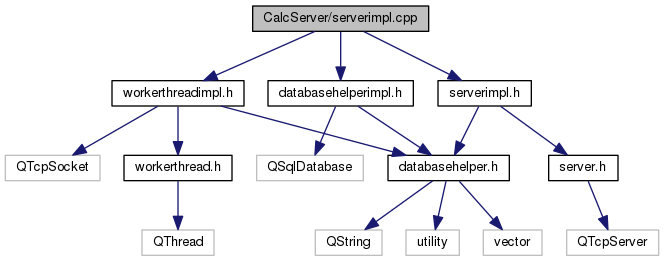 CalcServer/serverimpl.cpp
workerthreadimpl.h
databasehelperimpl.h
serverimpl.h
QTcpSocket
workerthread.h
QSqlDatabase
databasehelper.h
server.h
QThread
QString
utility
vector
QTcpServer